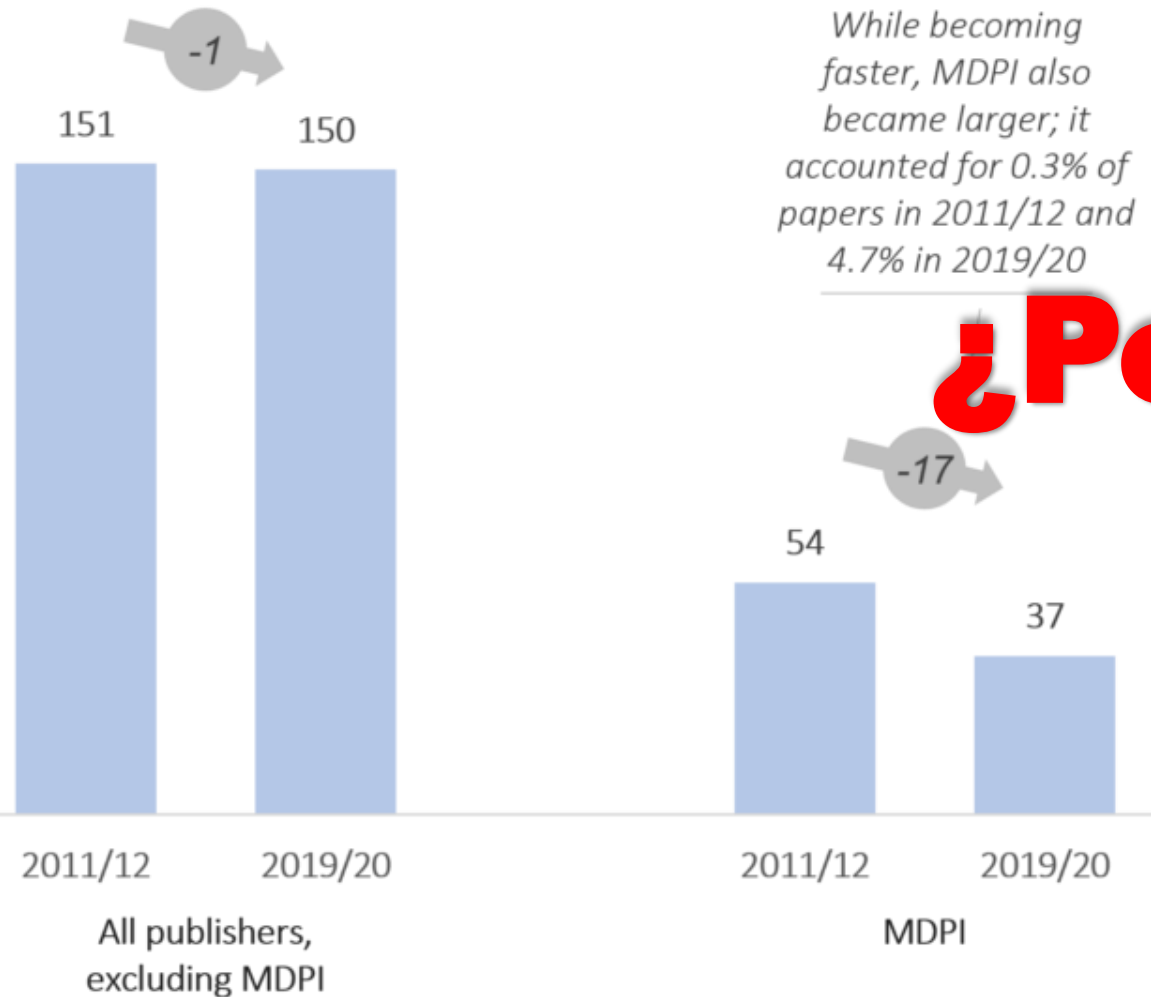 -1
151
150
While becoming
faster, MDPI also
became larger; it
accounted for 0.3% of
papers in 2011/12 and
4.7% in 2019/20
-17
54
37
2011/12
2019/20
2011/12
2019/20
All publishers,
excluding MDPI
MDPI